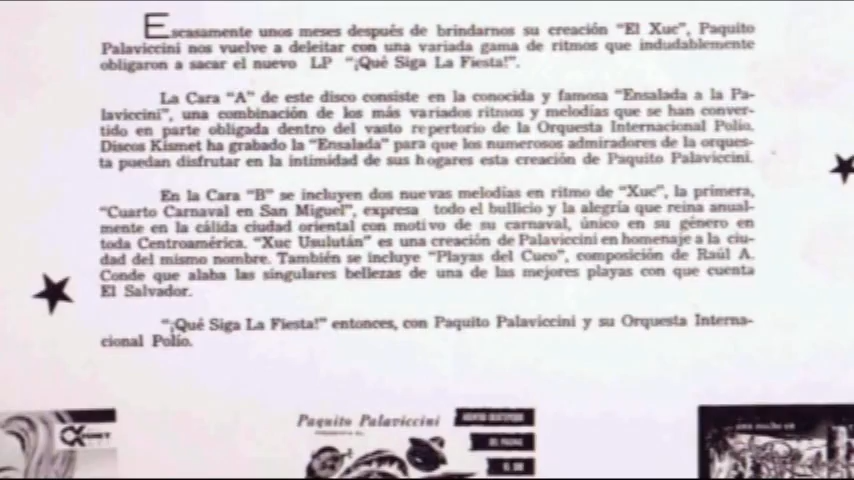 Escasamente unos meses después de brindarnos su creación "El Xuc", Paquito
Palaviccini nos vuelve a deleitar con una variada gama de ritmos que indudablemente
obligaron a sacar el nuevo LP "¡Qué Siga La Fiesta!".
La Cara "A" de este disco consiste en la conocida y famosa "Ensalada a la Pa-
laviccini", una combinación de los más variados ritmos y melodías que se han conver-
tido en parte obligada dentro del vasto repertorio de la Orquesta Internacional Polío.
Discos Kismet ha grabado la "Ensalada" para que los numerosos admiradores de la orques-
ta puedan disfrutar en la intimidad de sus hogares esta creación de Paquito Palaviccini.
En la Cara "B" se incluyen dos nuevas melodías en ritmo de "Xuc", la primera,
"Cuarto Carnaval en San Miguel", expresa todo el bullicio y la alegría que reina anual-
mente en la cálida ciudad oriental con motivo de su carnaval, único en su género en
toda Centroamérica. "Xuc Usulután" es una creación de Palaviccini en homenaje a la ciu-
dad del mismo nombre. También se incluye "Playas del Cuco", composición de Raúl A.
Conde que alaba las singulares bellezas de una de las mejores playas con que cuenta
El Salvador.
"¡Qué Siga La Fiesta!" entonces, con Paquito Palaviccini y su Orquesta Interna-
cional Polío.
Paquito Palaviccini
una noche en